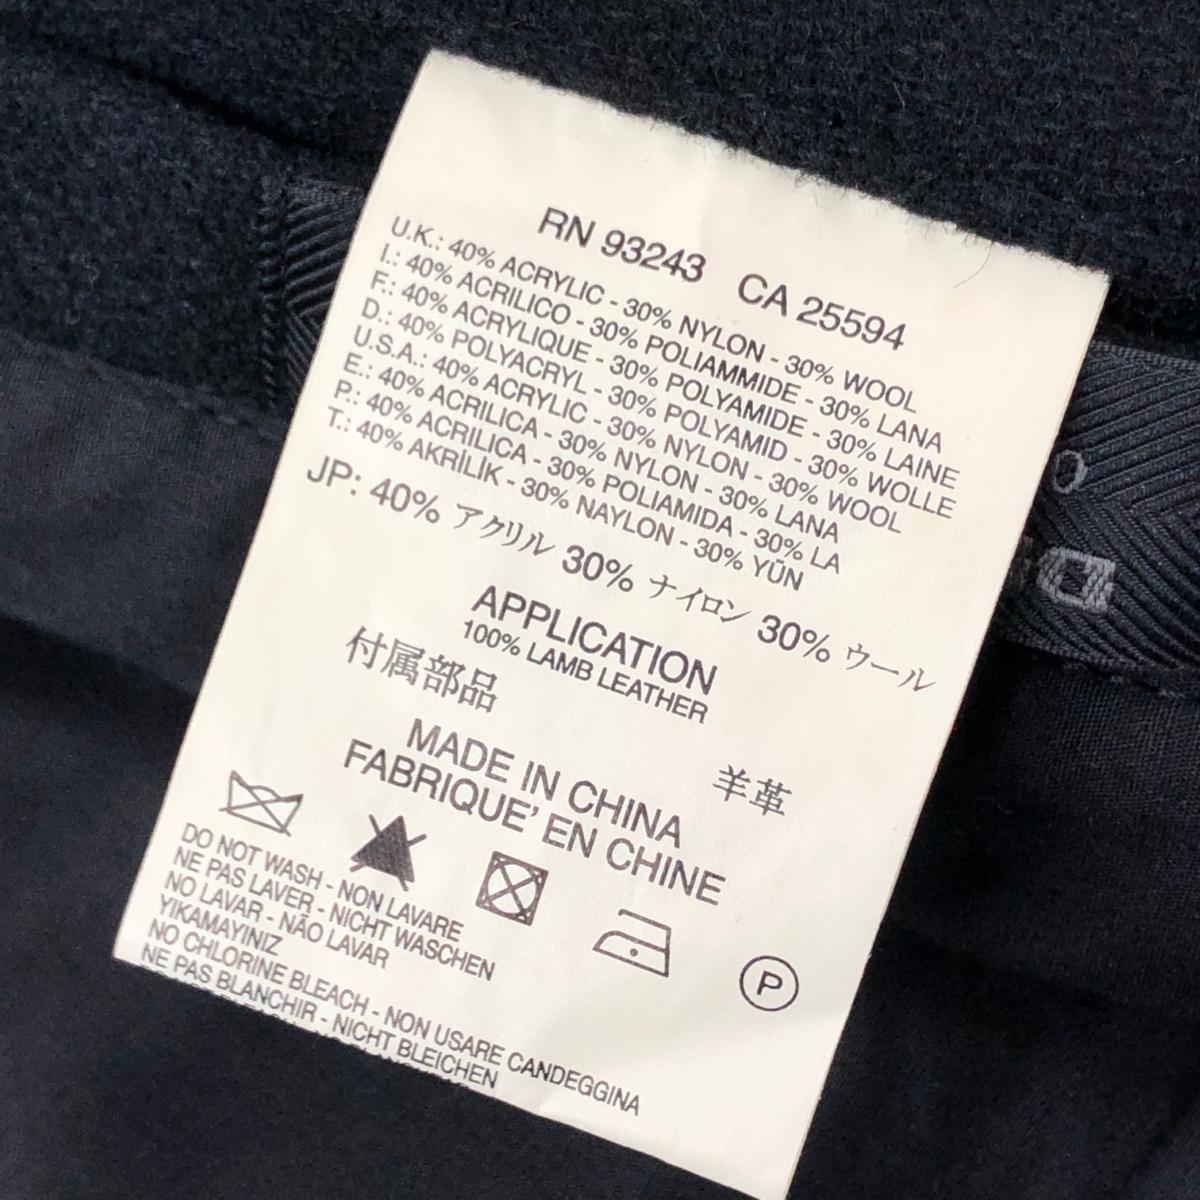 RN 93243 CA 25594
U.K.: 40% ACRYLIC - 30% NYLON - 30% WOOL
I.: 40% ACRILICO - 30% POLIAMMIDE - 30% LANA
F.: 40% ACRYLIQUE - 30% POLYAMIDE - 30% LAINE
D.: 40% POLYACRYL - 30% POLYAMID - 30% WOLLE
U.S.A.: 40% ACRYLIC - 30% NYLON - 30% WOOL
E.: 40% ACRILICA - 30% NYLON - 30% LANA
P.: 40% ACRILICA - 30% POLIAMIDA - 30% LA
T.: 40% AKRİLİK - 30% NAYLON - 30% YÜN
JP: 40% アクリル 30% ナイロン 30% ウール
APPLICATION
100% LAMB LEATHER
付属部品
羊革
MADE IN CHINA
FABRIQUE' EN CHINE
P
DO NOT WASH - NON LAVARE
NE PAS LAVER - NICHT WASCHEN
NO LAVAR - NÃO LAVAR
YIKAMAYINIZ
NO CHLORINE BLEACH - NON USARE CANDEGGINA
NE PAS BLANCHIR - NICHT BLEICHEN